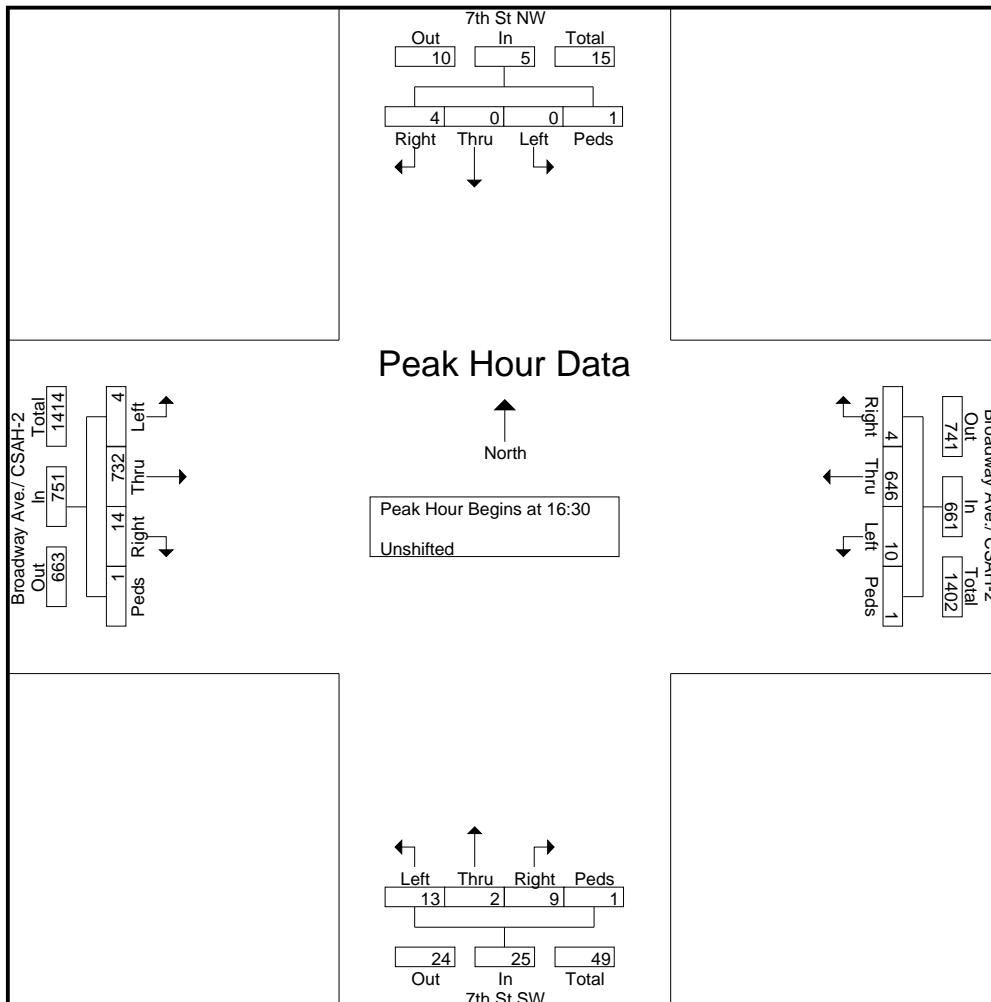 7th St NW
Out In Total
10 5 15
4 0 0 1
Right Thru Left Peds
Peak Hour Data
North
Peak Hour Begins at 16:30
Unshifted
Broadway Ave./ CSAH-2
Total In Out
1414 751 663
4 732 14 1
Left Thru Right Peds
Broadway Ave./ CSAH-2
Out In Total
741 661 1402
4 646 10 1
Right Thru Left Peds
Left Thru Right Peds
13 2 9 1
24 25 49
Out In Total
7th St SW